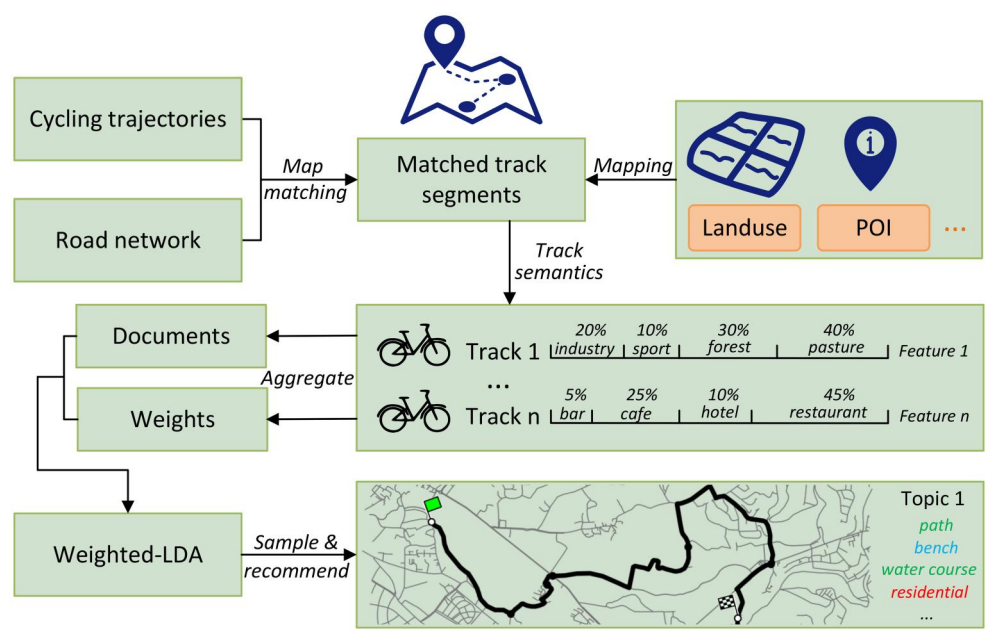 Cycling trajectories
Road network
Map
matching
Matched track
segments
Mapping
i
Landuse
POI
...
Track
semantics
Documents
Weights
Aggregate
20%
10%
30%
40%
Track 1
industry
sport
forest
pasture
Feature 1
...
5%
25%
10%
45%
Track n
bar
cafe
hotel
restaurant
Feature n
Weighted-LDA
Sample &
recommend
Topic 1
path
bench
water course
residential
...